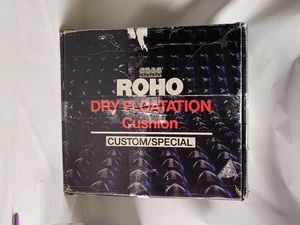 ROHO
DRY FLOATATION
Cushion
CUSTOM/SPECIAL